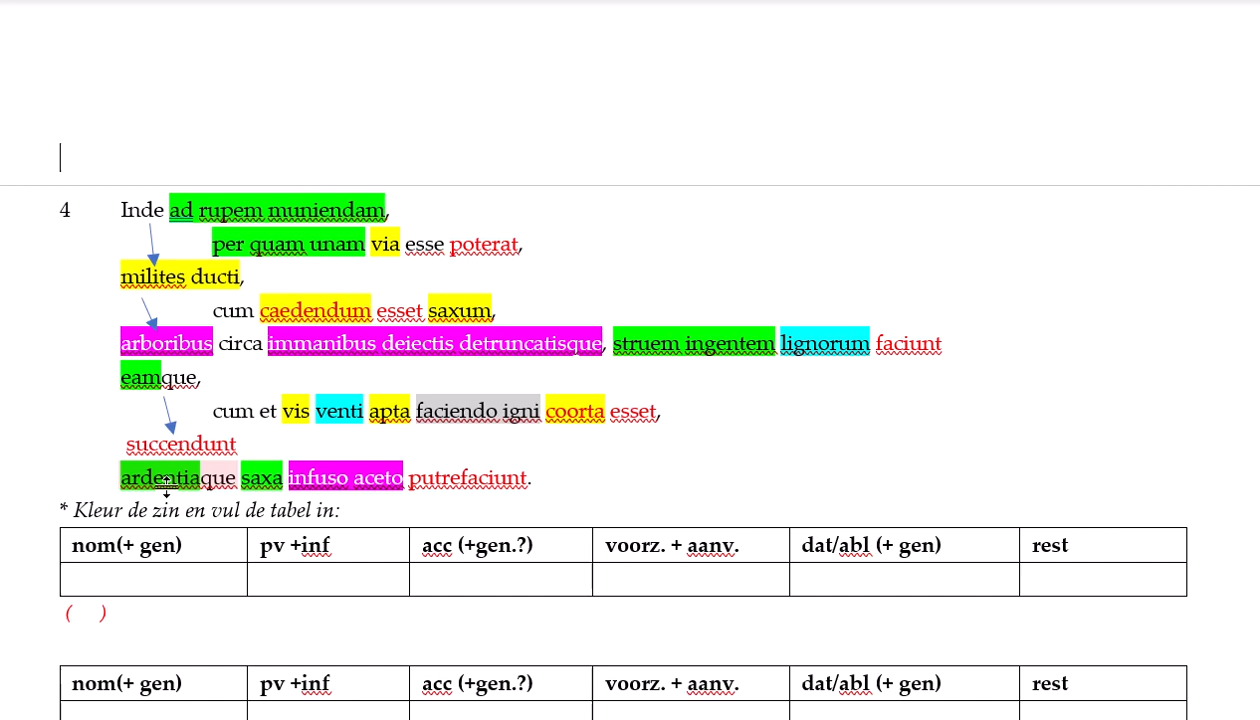 4 Inde ad rupem muniendam,
per quam unam via esse poterat,
milites ducti,
cum caedendum esset saxum,
arboribus circa immanibus deiectis detruncatisque, struem ingentem lignorum faciunt
eamque,
cum et vis venti apta faciendo igni coorta esset,
succendunt
ardentiaque saxa infuso aceto putrefaciunt.
* Kleur de zin en vul de tabel in:
nom(+ gen) pv +inf acc (+gen.?) voorz. + aanv. dat/abl (+ gen) rest
( )
nom(+ gen) pv +inf acc (+gen.?) voorz. + aanv. dat/abl (+ gen) rest